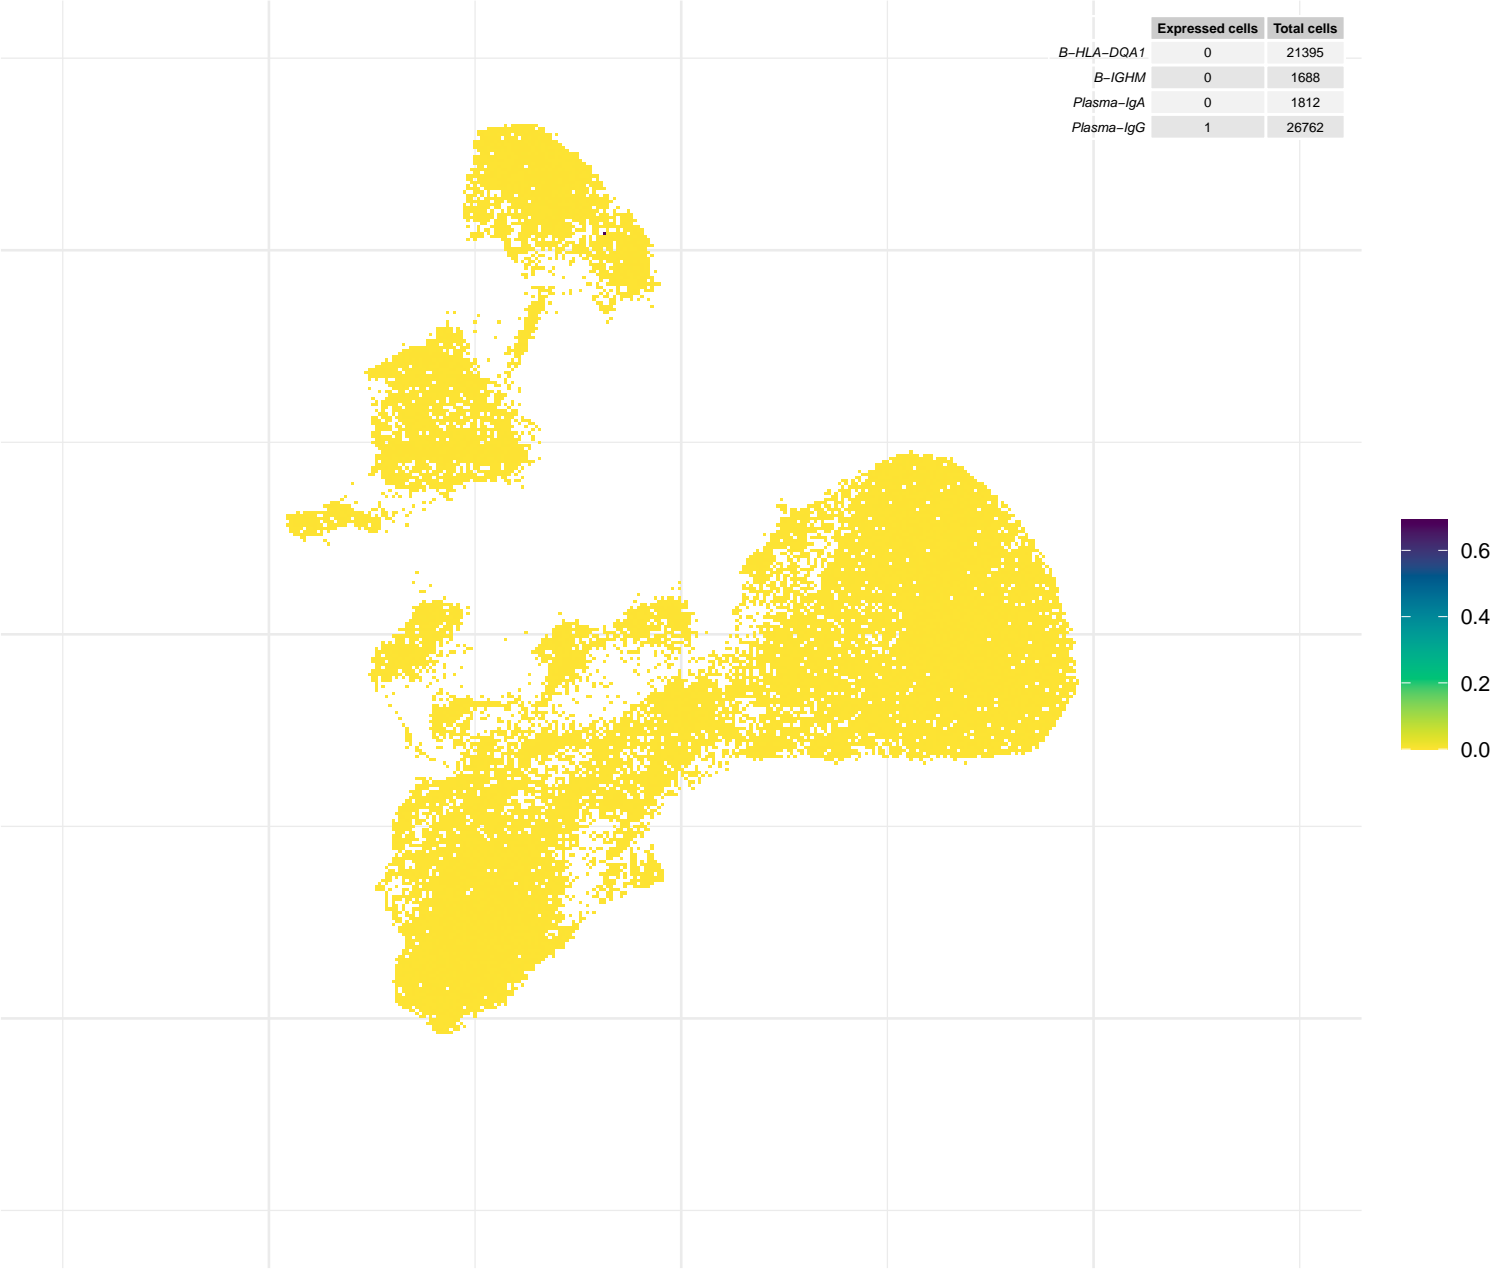 Expressed cells Total cells
B−HLA−DQA1 0 21395
B−IGHM 0 1688
Plasma−IgA 0 1812
Plasma−IgG 1 26762
0.6
0.4
0.2
0.0